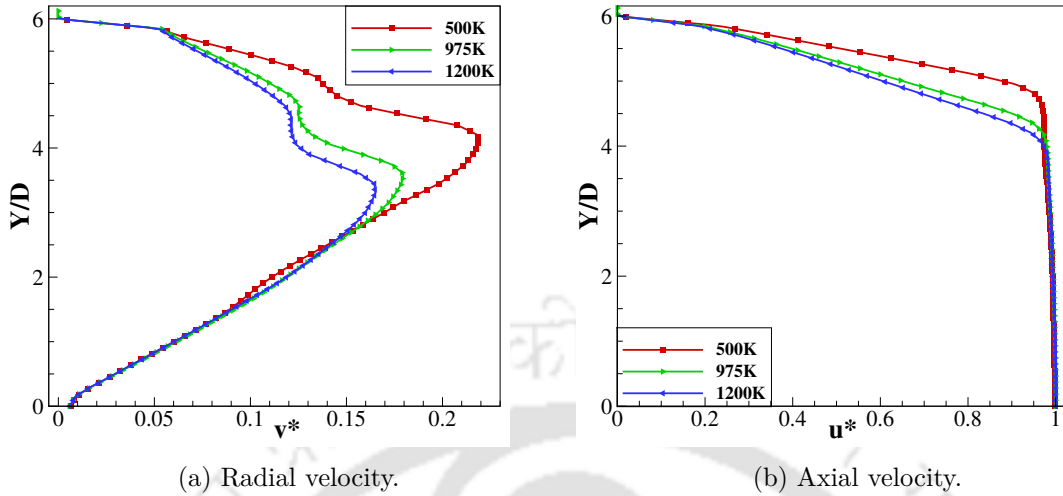 500K
975K
1200K
6
4
2
0
Y/D
0 0.05 0.1 0.15 0.2
v*
(a) Radial velocity.
6
4
2
0
Y/D
500K
975K
1200K
0 0.2 0.4 0.6 0.8 1
u*
(b) Axial velocity.